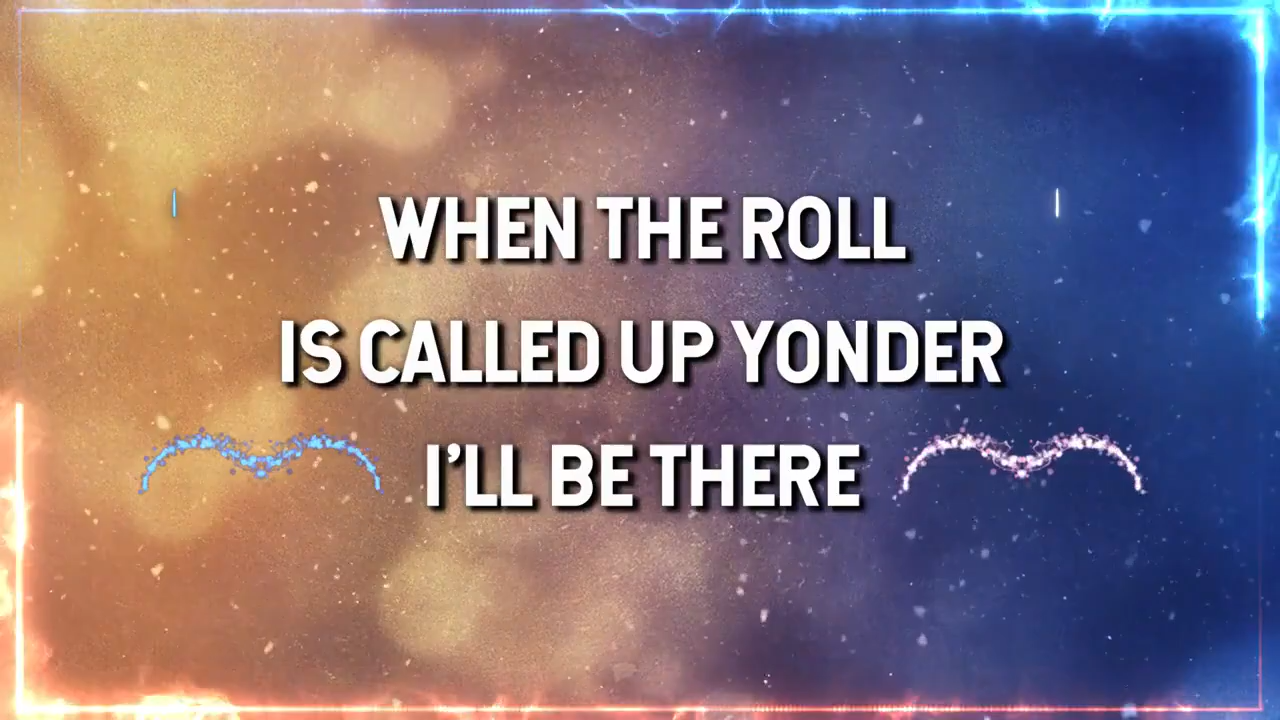 WHEN THE ROLL
IS CALLED UP YONDER
I'LL BE THERE